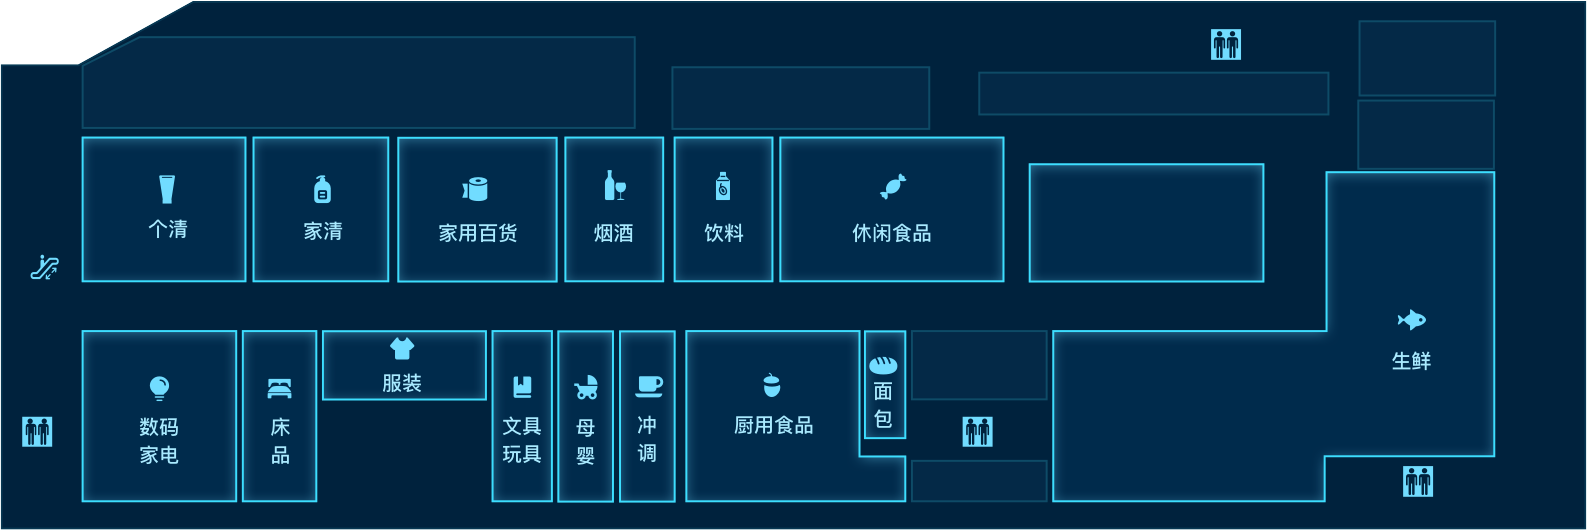 个清
家清
家用百货
烟酒
饮料
休闲食品
生鲜
数码
家电
床
品
服装
文具
玩具
母
婴
冲
调
厨用食品
面
包